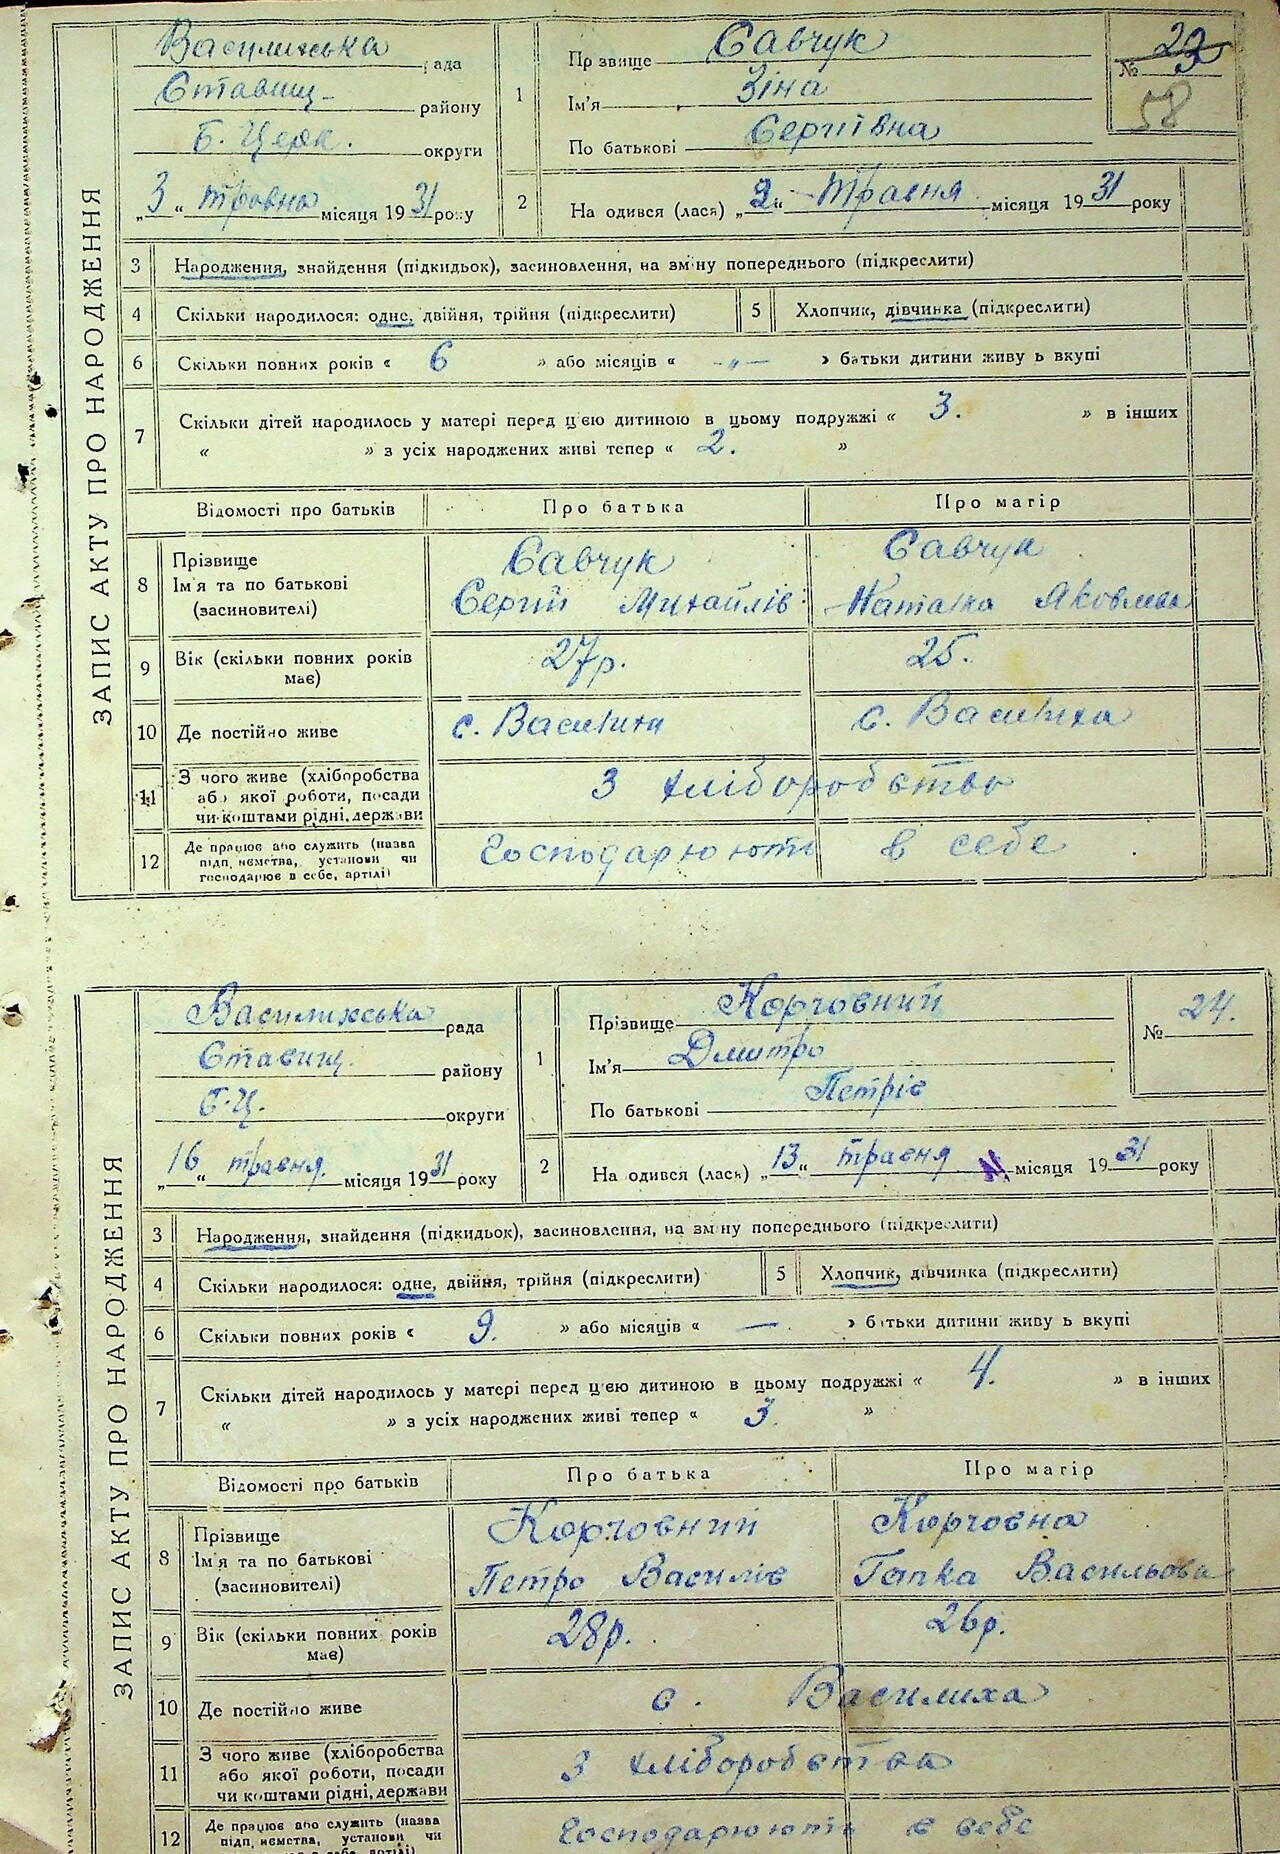 ЗАПИС АКТУ ПРО НАРОДЖЕННЯ
Василихська рада
Ставищ- району
Б. Церк. округи
„3“ травня місяця 1931 року
1
Прізвище Савчук
Ім'я Зіна
По батькові Сергіївна
№ 23
58
2
На одився (лася) „2“ травня місяця 1931 року
3 Народження, знайдення (підкидьок), засиновлення, на зміну попереднього (підкреслити)
4 Скільки народилося: одне, двійня, трійня (підкреслити)
5 Хлопчик, дівчинка (підкреслити)
6 Скільки повних років « 6 » або місяців « -„- » батьки дитини живу ь вкупі
7 Скільки дітей народилось у матері перед цією дитиною в цьому подружжі « 3. » в інших
« » з усіх народжених живі тепер « 2. »
Відомості про батьків Про батька Про матір
8 Прізвище
Ім'я та по батькові
(засиновителі)
Савчук
Сергій Михайлів
Савчук
Наталка Яковлева
9 Вік (скільки повних років
має)
27р. 25.
10 Де постійно живе с. Василиха с. Василиха
11 З чого живе (хліборобства
або якої роботи, посади
чи коштами рідні, держави
З хліборобства
12 Де працює або служить (назва
підп, иємства, установи чи
господарює в себе, артілі)
Господарюють в себе
ЗАПИС АКТУ ПРО НАРОДЖЕННЯ
Василихська рада
Ставищ. району
Б.Ц. округи
„16“ травня. місяця 1931 року
1
Прізвище Корчовний
Ім'я Дмитро
По батькові Петрів
№ 24.
2
На одився (лася) „13“ травня місяця 1931 року
3 Народження, знайдення (підкидьок), засиновлення, на зміну попереднього (підкреслити)
4 Скільки народилося: одне, двійня, трійня (підкреслити)
5 Хлопчик, дівчинка (підкреслити)
6 Скільки повних років « 9. » або місяців « —. » батьки дитини живу ь вкупі
7 Скільки дітей народилось у матері перед цією дитиною в цьому подружжі « 4. » в інших
« » з усіх народжених живі тепер « 3. »
Відомості про батьків Про батька Про матір
8 Прізвище
Ім'я та по батькові
(засиновителі)
Корчовний
Петро Василів
Корчовна
Гапка Васильова
9 Вік (скільки повних років
має)
28р. 26р.
10 Де постійно живе с. Василиха
11 З чого живе (хліборобства
або якої роботи, посади
чи коштами рідні, держави
З хліборобства
12 Де працює або служить (назва
підп, иємства, установи чи
Господарюють в себе